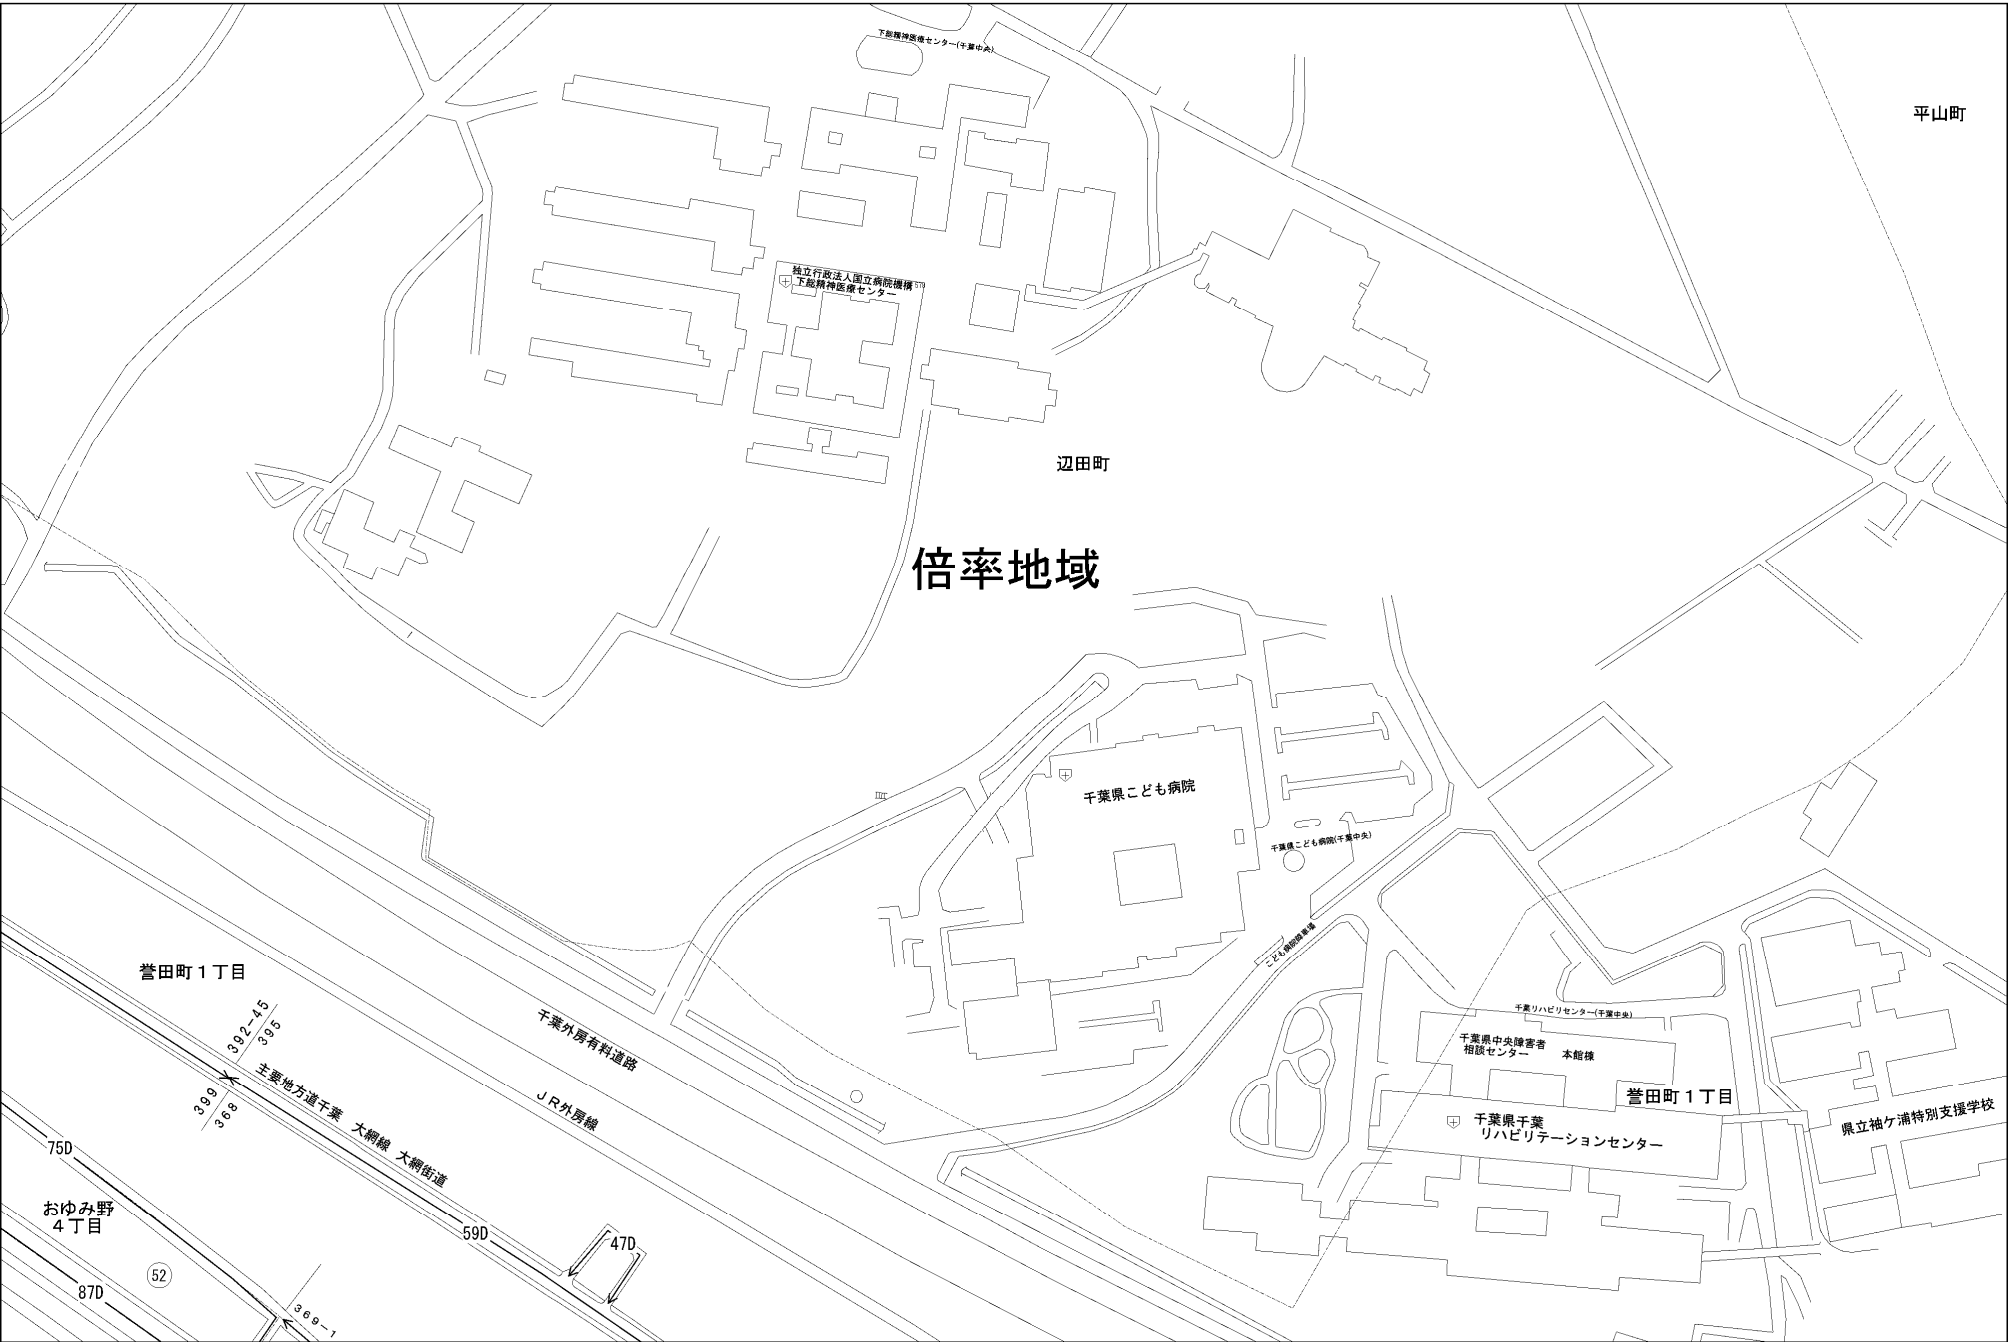 下総精神医療センター(千葉中央)
平山町
独立行政法人国立病院機構
下総精神医療センター
辺田町
倍率地域
千葉県こども病院
千葉県こども病院(千葉中央)
こども病院駐車場
誉田町１丁目
392-45
395
399
368
主要地方道千葉　大網線　大網街道
千葉外房有料道路
ＪＲ外房線
千葉リハビリセンター(千葉中央)
千葉県中央障害者
相談センター
本館棟
誉田町１丁目
千葉県千葉
リハビリテーションセンター
県立袖ケ浦特別支援学校
75D
おゆみ野
４丁目
59D
47D
52
87D
369-1